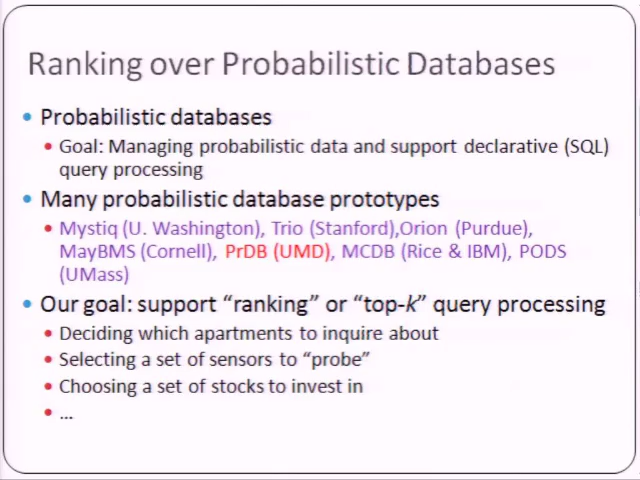 Ranking over Probabilistic Databases
• Probabilistic databases
• Goal: Managing probabilistic data and support declarative (SQL)
query processing
• Many probabilistic database prototypes
• Mystiq (U. Washington), Trio (Stanford),Orion (Purdue),
MayBMS (Cornell), PrDB (UMD), MCDB (Rice & IBM), PODS
(UMass)
• Our goal: support “ranking” or “top-k” query processing
• Deciding which apartments to inquire about
• Selecting a set of sensors to “probe”
• Choosing a set of stocks to invest in
• ...